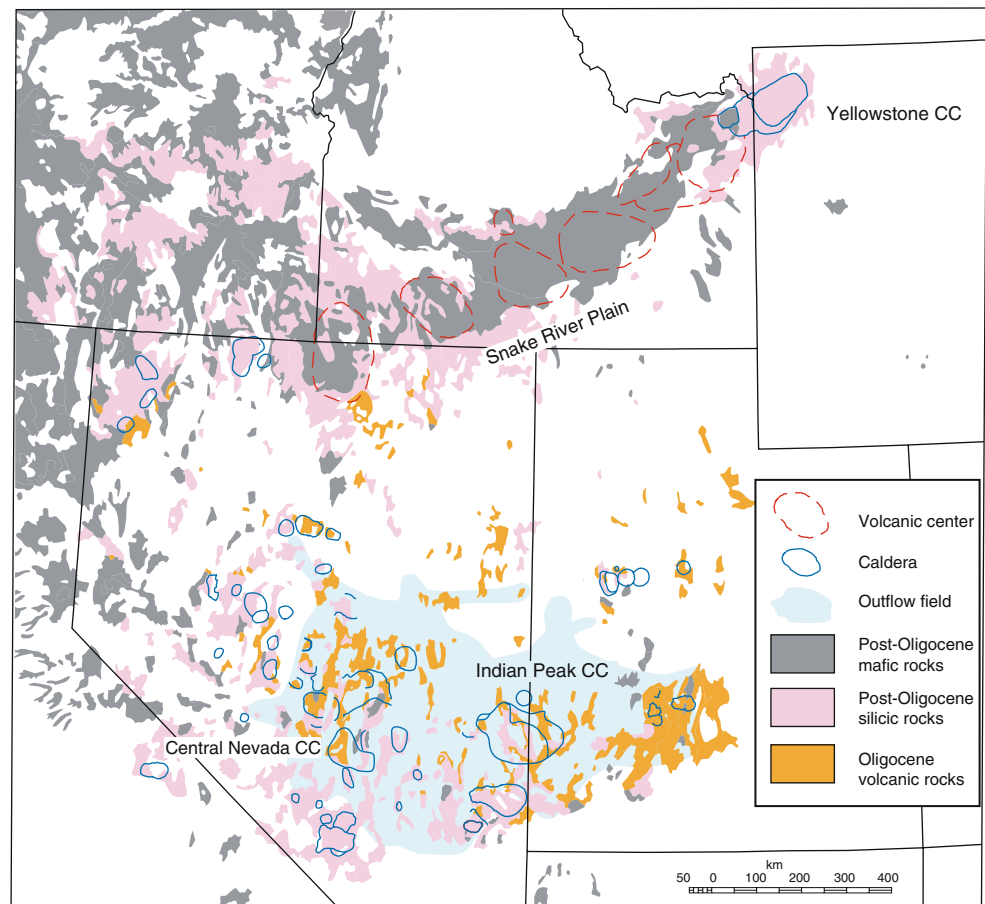 Yellowstone CC
Snake River Plain
Indian Peak CC
Central Nevada CC
Volcanic center
Caldera
Outflow field
Post-Oligocene
mafic rocks
Post-Oligocene
silicic rocks
Oligocene
volcanic rocks
km
50 0 100 200 300 400